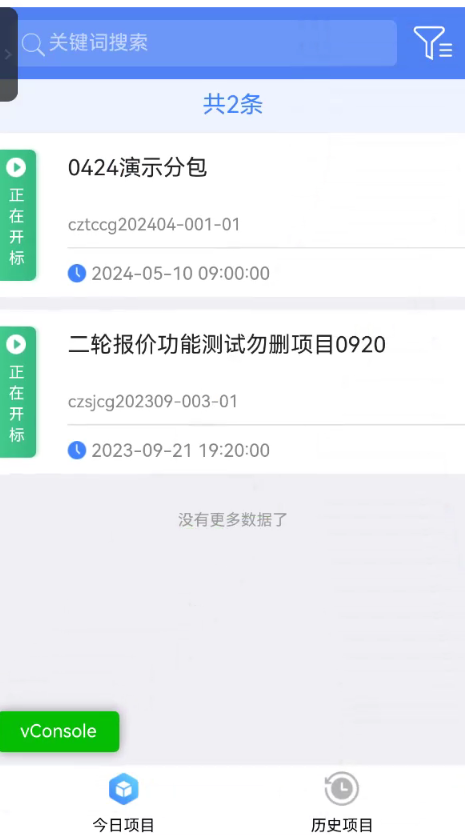 关键词搜索
共2条
0424演示分包
正在开标
cztccg202404-001-01
2024-05-10 09:00:00
二轮报价功能测试勿删项目0920
正在开标
czsjcg202309-003-01
2023-09-21 19:20:00
没有更多数据了
vConsole
今日项目
历史项目